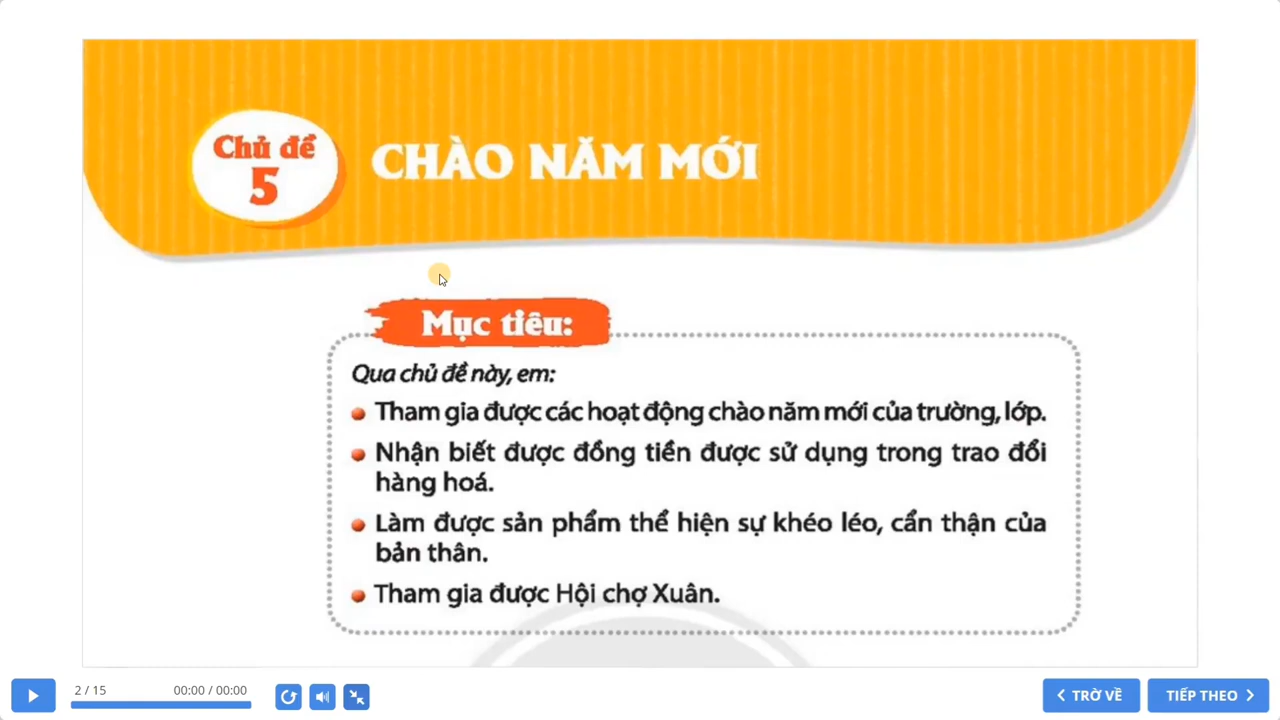 Chủ đề
5
CHÀO NĂM MỚI
Mục tiêu:
Qua chủ đề này, em:
Tham gia được các hoạt động chào năm mới của trường, lớp.
Nhận biết được đồng tiền được sử dụng trong trao đổi
hàng hoá.
Làm được sản phẩm thể hiện sự khéo léo, cẩn thận của
bản thân.
Tham gia được Hội chợ Xuân.
2 / 15
00:00 / 00:00
TRỞ VỀ
TIẾP THEO